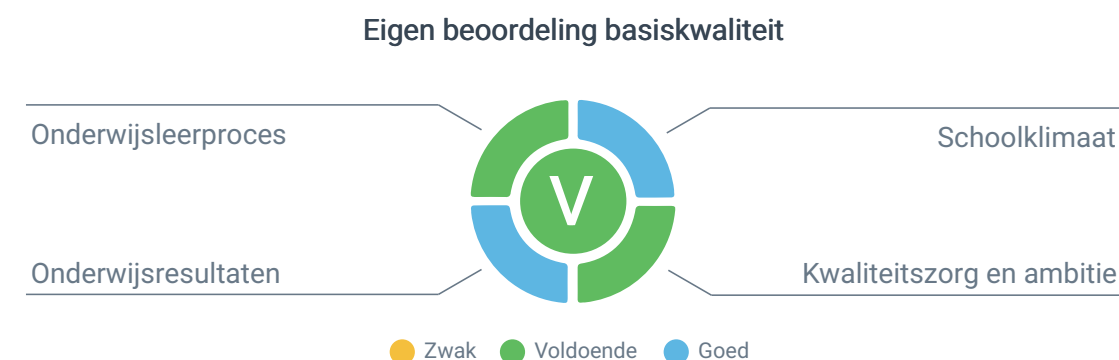 Eigen beoordeling basiskwaliteit
Onderwijsleerproces
Schoolklimaat
V
Onderwijsresultaten
Kwaliteitszorg en ambitie
Zwak
Voldoende
Goed